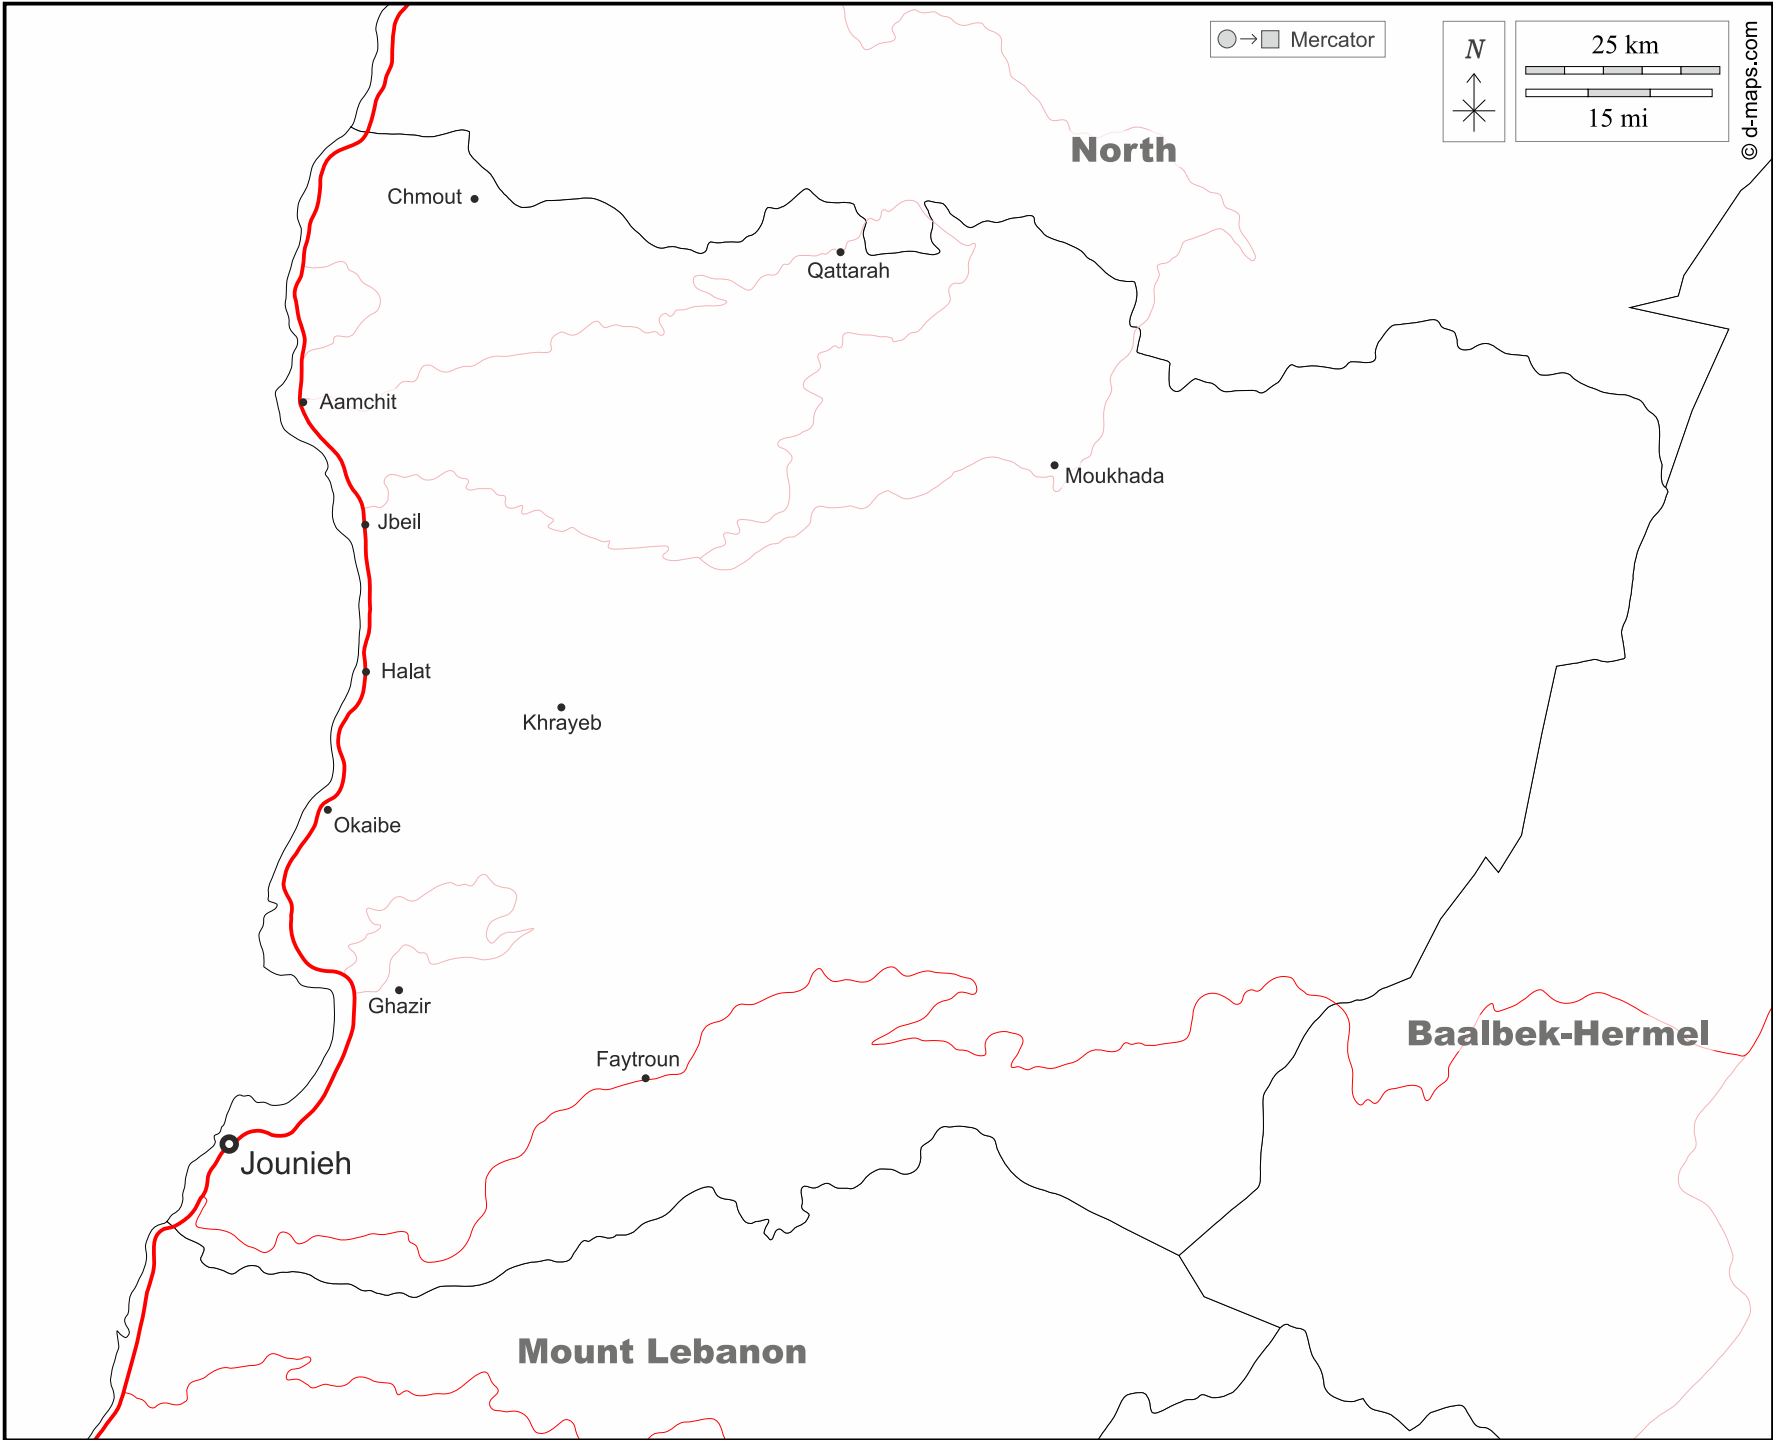 Mercator
N
25 km
15 mi
© d-maps.com
North
Chmout
Qattarah
Aamchit
Moukhada
Jbeil
Halat
Khrayeb
Okaibe
Ghazir
Baalbek-Hermel
Faytroun
Jounieh
Mount Lebanon